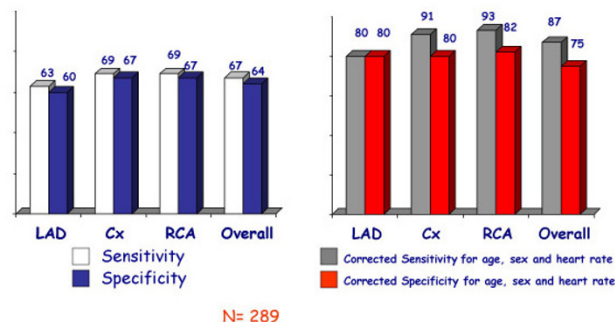 63 60 69 67 69 67 67 64
LAD Cx RCA Overall
Sensitivity
Specificity
N= 289
80 80 91 80 93 82 87 75
LAD Cx RCA Overall
Corrected Sensitivity for age, sex and heart rate
Corrected Specificity for age, sex and heart rate